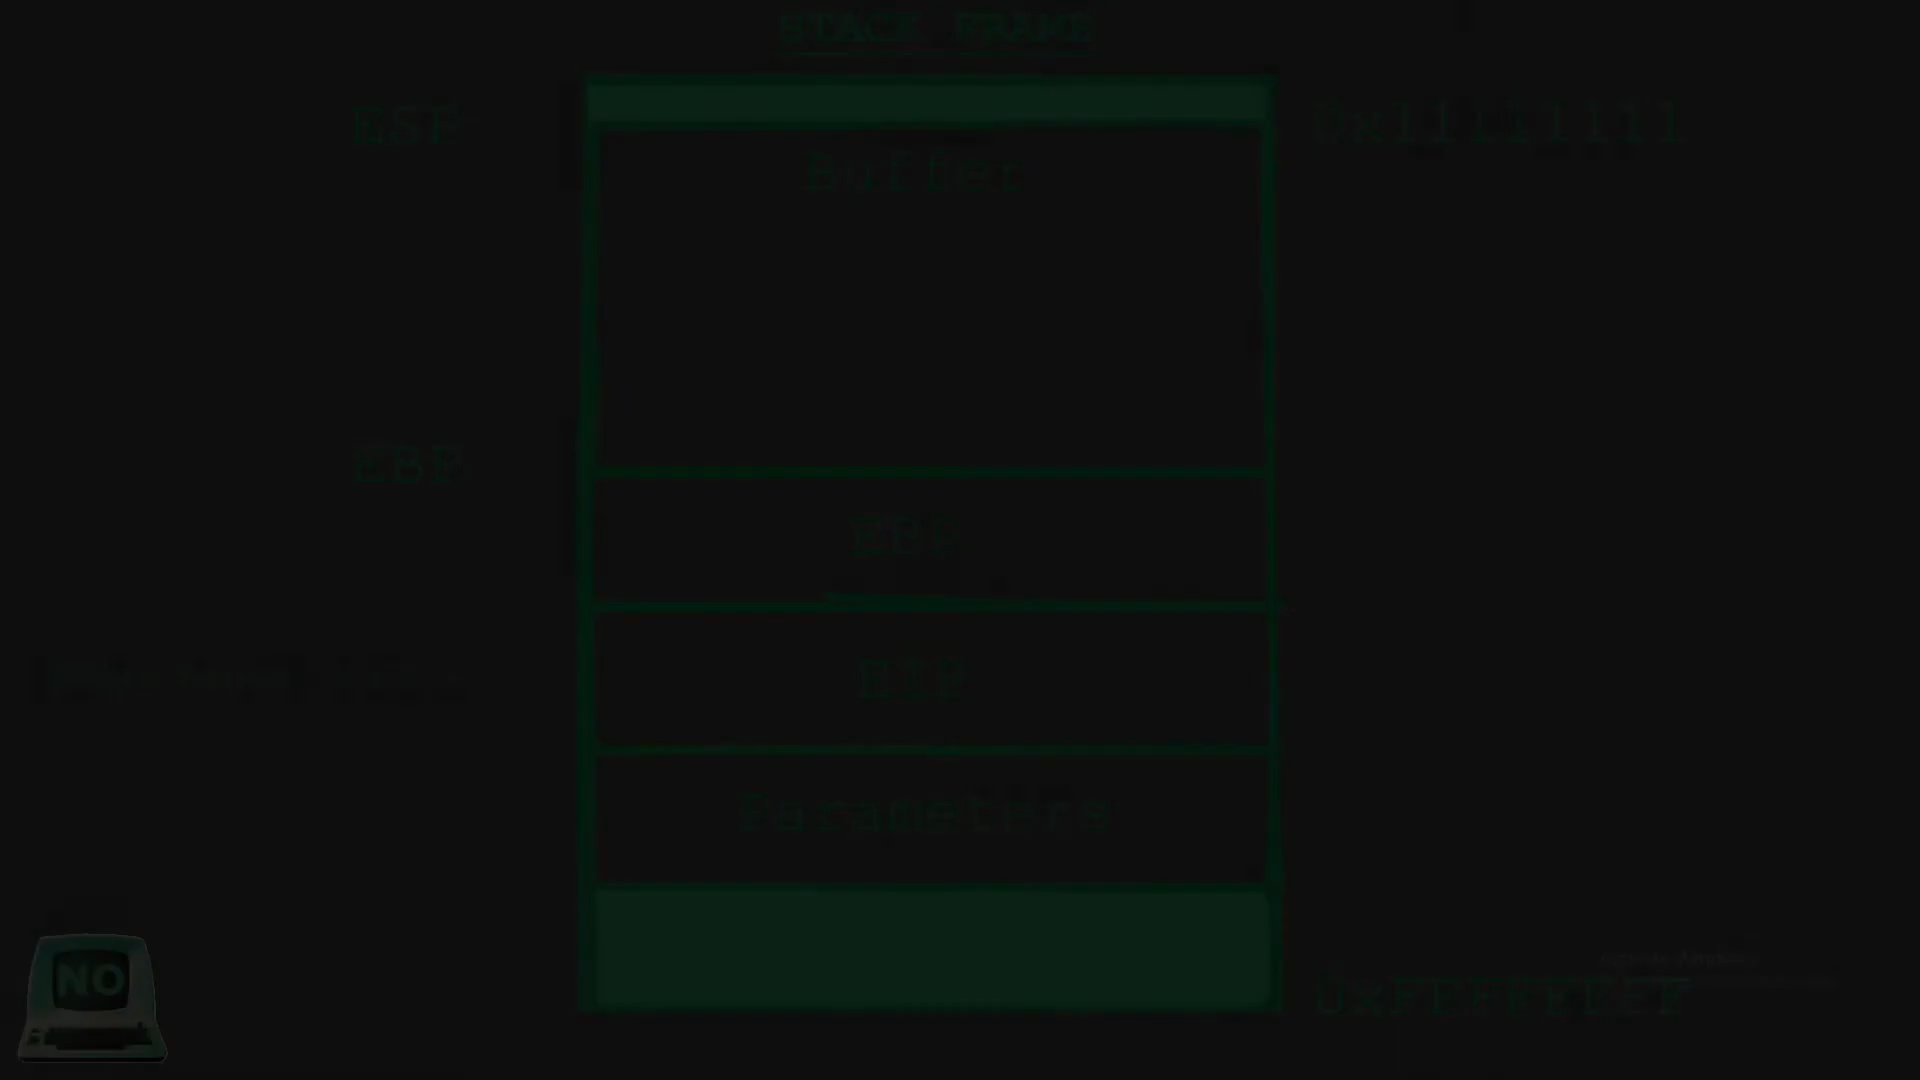 STACK FRAME
ESP
0x11111111
Buffer
EBP
EBP
EIP
Parameters
NO
0xFFFFFFFF